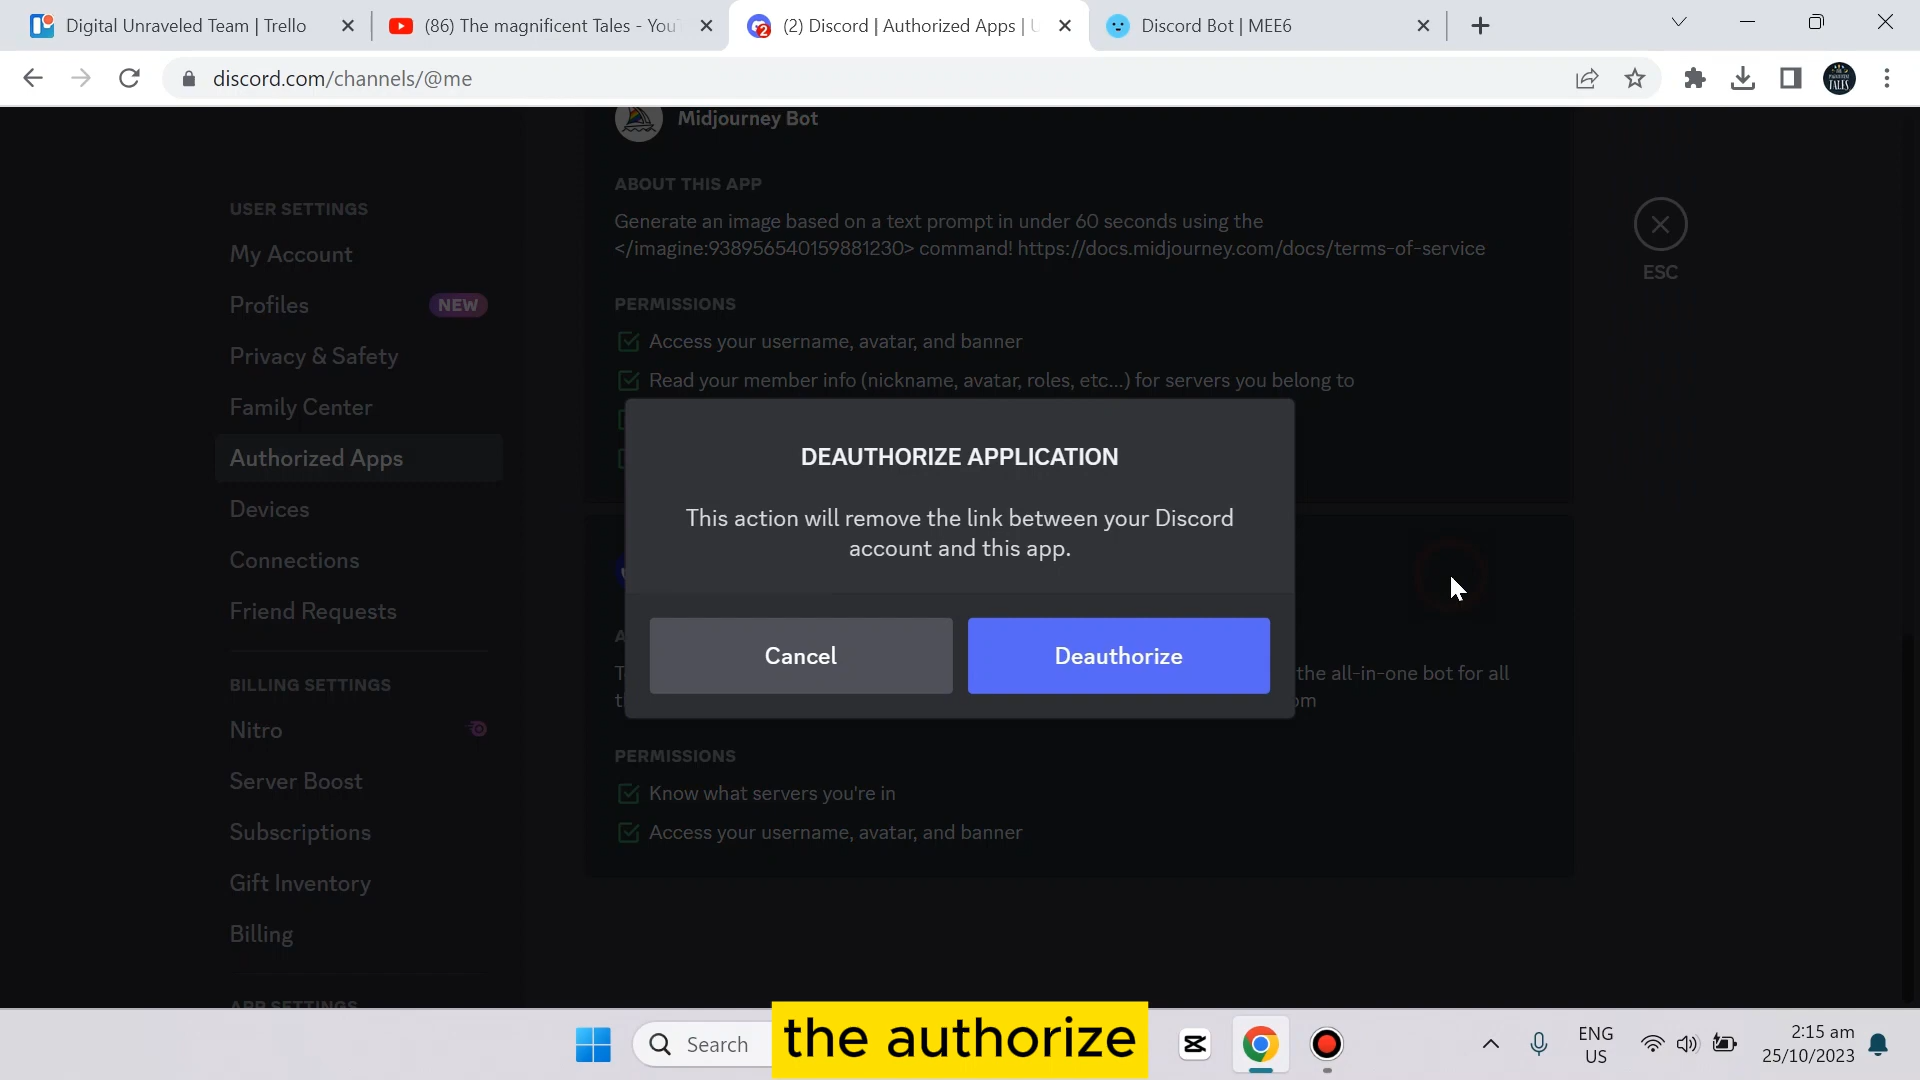 Digital Unraveled Team | Trello
(86) The magnificent Tales - You
(2) Discord | Authorized Apps |
Discord Bot | MEE6
discord.com/channels/@me
Midjourney Bot
ABOUT THIS APP
Generate an image based on a text prompt in under 60 seconds using the
</imagine:938956540159881230> command! https://docs.midjourney.com/docs/terms-of-service
PERMISSIONS
Access your username, avatar, and banner
Read your member info (nickname, avatar, roles, etc...) for servers you belong to
ESC
USER SETTINGS
My Account
Profiles
NEW
Privacy & Safety
Family Center
Authorized Apps
Devices
Connections
Friend Requests
BILLING SETTINGS
Nitro
Server Boost
Subscriptions
Gift Inventory
Billing
APP SETTINGS
DEAUTHORIZE APPLICATION
This action will remove the link between your Discord
account and this app.
Cancel
Deauthorize
the all-in-one bot for all
PERMISSIONS
Know what servers you're in
Access your username, avatar, and banner
Search
the authorize
ENG
US
2:15 am
25/10/2023